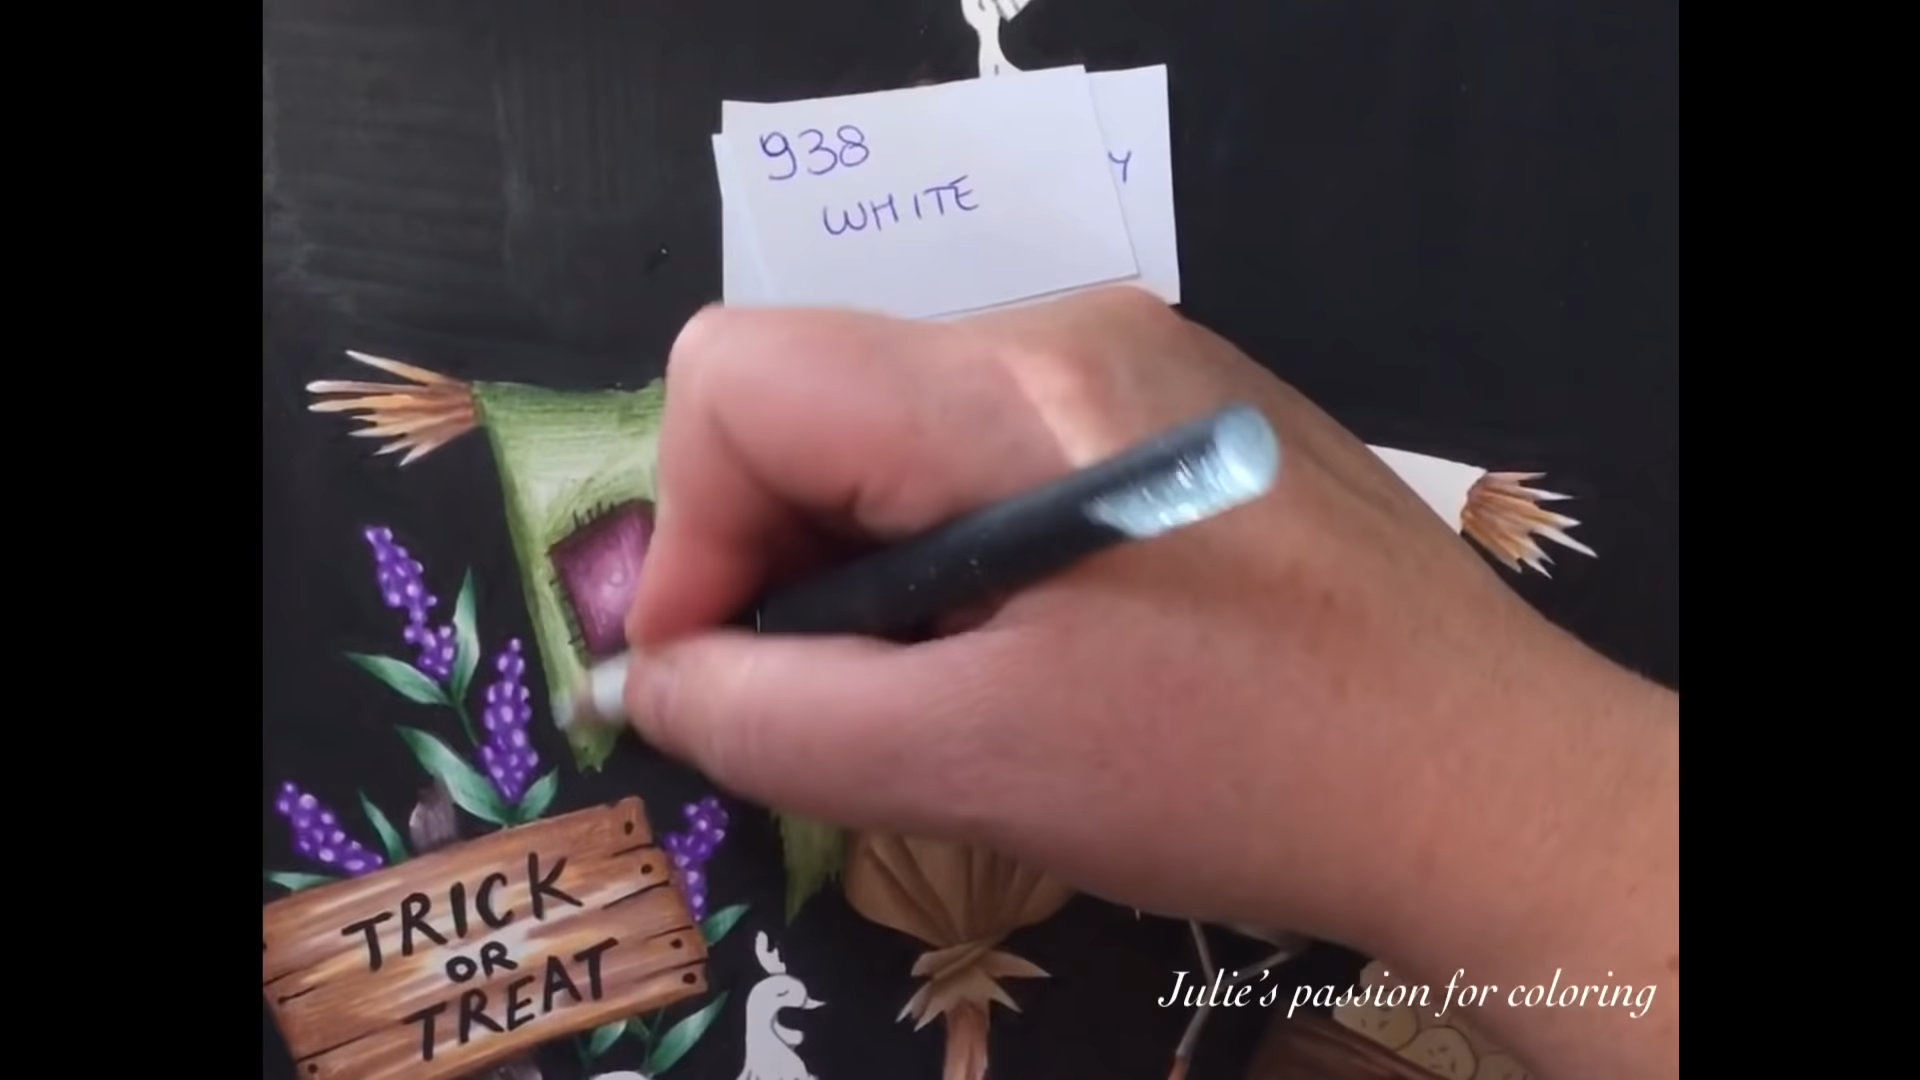 938
WHITE
Y
TRICK
OR
TREAT
Julie's passion for coloring